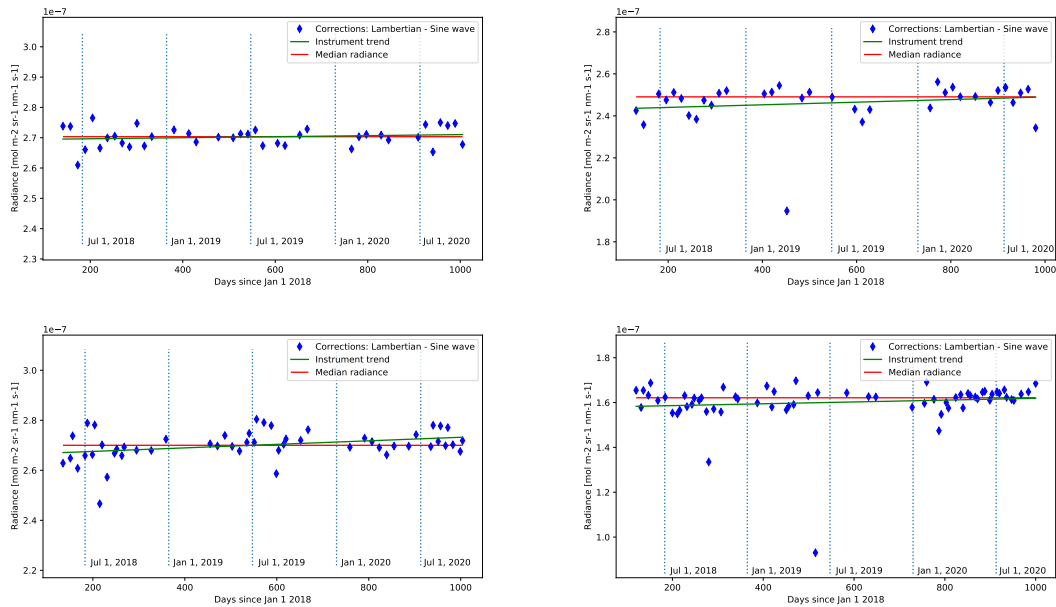 1e−7
Corrections: Lambertian - Sine wave
Instrument trend
Median radiance
3.0
2.9
2.8
2.7
2.6
2.5
2.4
2.3
Radiance [mol m-2 sr-1 nm-1 s-1]
Jul 1, 2018 Jan 1, 2019 Jul 1, 2019 Jan 1, 2020 Jul 1, 2020
200 400 600 800 1000
Days since Jan 1 2018
1e−7
Corrections: Lambertian - Sine wave
Instrument trend
Median radiance
2.8
2.6
2.4
2.2
2.0
1.8
Radiance [mol m-2 sr-1 nm-1 s-1]
Jul 1, 2018 Jan 1, 2019 Jul 1, 2019 Jan 1, 2020 Jul 1, 2020
200 400 600 800 1000
Days since Jan 1 2018
1e−7
Corrections: Lambertian - Sine wave
Instrument trend
Median radiance
3.0
2.8
2.6
2.4
2.2
Radiance [mol m-2 sr-1 nm-1 s-1]
Jul 1, 2018 Jan 1, 2019 Jul 1, 2019 Jan 1, 2020 Jul 1, 2020
200 400 600 800 1000
Days since Jan 1 2018
1e−7
Corrections: Lambertian - Sine wave
Instrument trend
Median radiance
1.8
1.6
1.4
1.2
1.0
Radiance [mol m-2 sr-1 nm-1 s-1]
Jul 1, 2018 Jan 1, 2019 Jul 1, 2019 Jan 1, 2020 Jul 1, 2020
200 400 600 800 1000
Days since Jan 1 2018